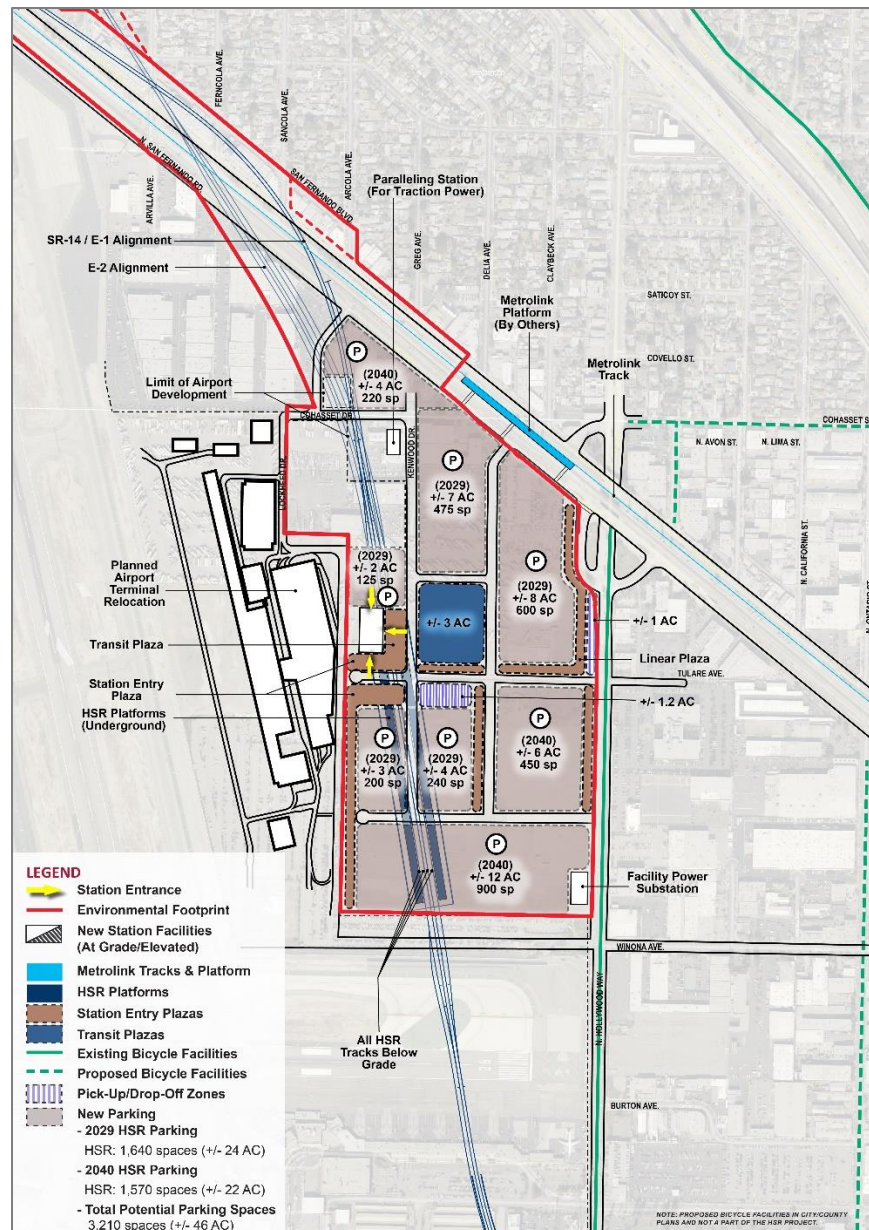 FERNCOLA AVE.
SANCOLA AVE.
ARCOLA AVE.
ARVILLA AVE.
N. SAN FERNANDO RD
SAN FERNANDO BLVD
Paralleling Station
(For Traction Power)
GREG AVE.
DELIA AVE.
CLAYBECK AVE.
SR-14 / E-1 Alignment
E-2 Alignment
SATICOY ST.
Metrolink
Platform
(By Others)
COVELLO ST.
Metrolink
Track
P
(2040)
+/- 4 AC
220 sp
Limit of Airport
Development
COHASSET DR.
COHASSET S
N. AVON ST.
N. LIMA ST.
LOCKHEED DR.
KENWOOD DR.
P
(2029)
+/- 7 AC
475 sp
P
(2029)
+/- 8 AC
600 sp
N. CALIFORNIA ST.
N. ONTARIO ST.
Planned
Airport
Terminal
Relocation
(2029)
+/- 2 AC
125 sp
P
+/- 3 AC
+/- 1 AC
Transit Plaza
Linear Plaza
TULARE AVE.
Station Entry
Plaza
+/- 1.2 AC
HSR Platforms
(Underground)
P
(2029)
+/- 3 AC
200 sp
P
(2029)
+/- 4 AC
240 sp
P
(2040)
+/- 6 AC
450 sp
P
(2040)
+/- 12 AC
900 sp
Facility Power
Substation
WINONA AVE.
N. HOLLYWOOD WAY
All HSR
Tracks Below
Grade
BURTON AVE.
LEGEND
Station Entrance
Environmental Footprint
New Station Facilities
(At Grade/Elevated)
Metrolink Tracks & Platform
HSR Platforms
Station Entry Plazas
Transit Plazas
Existing Bicycle Facilities
Proposed Bicycle Facilities
Pick-Up/Drop-Off Zones
New Parking
- 2029 HSR Parking
HSR: 1,640 spaces (+/- 24 AC)
- 2040 HSR Parking
HSR: 1,570 spaces (+/- 22 AC)
- Total Potential Parking Spaces
3,210 spaces (+/- 46 AC)
NOTE: PROPOSED BICYCLE FACILITIES IN CITY/COUNTY
PLANS AND NOT A PART OF THE HSR PROJECT.